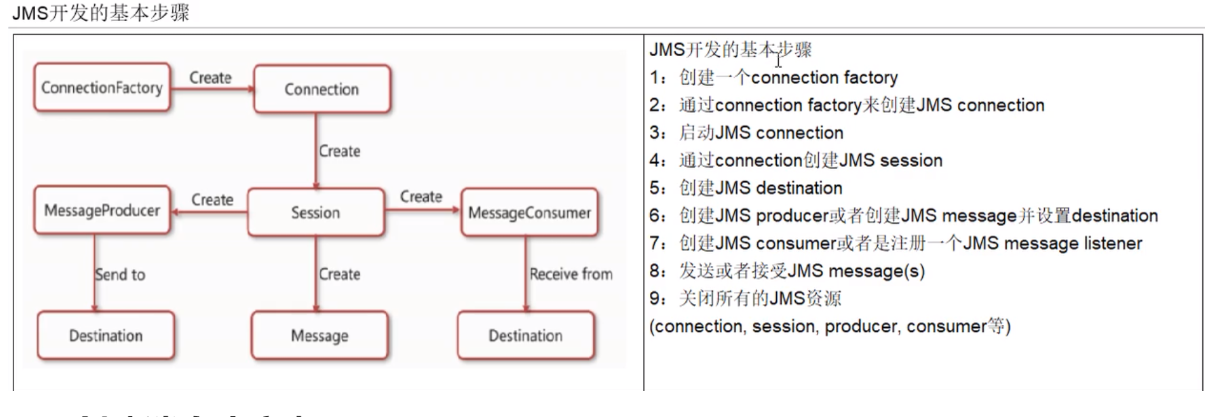 JMS开发的基本步骤
ConnectionFactory
Create
Connection
Create
MessageProducer
Create
Session
Create
MessageConsumer
Send to
Create
Receive from
Destination
Message
Destination
JMS开发的基本步骤
1：创建一个connection factory
2：通过connection factory来创建JMS connection
3：启动JMS connection
4：通过connection创建JMS session
5：创建JMS destination
6：创建JMS producer或者创建JMS message并设置destination
7：创建JMS consumer或者是注册一个JMS message listener
8：发送或者接受JMS message(s)
9：关闭所有的JMS资源
(connection, session, producer, consumer等)